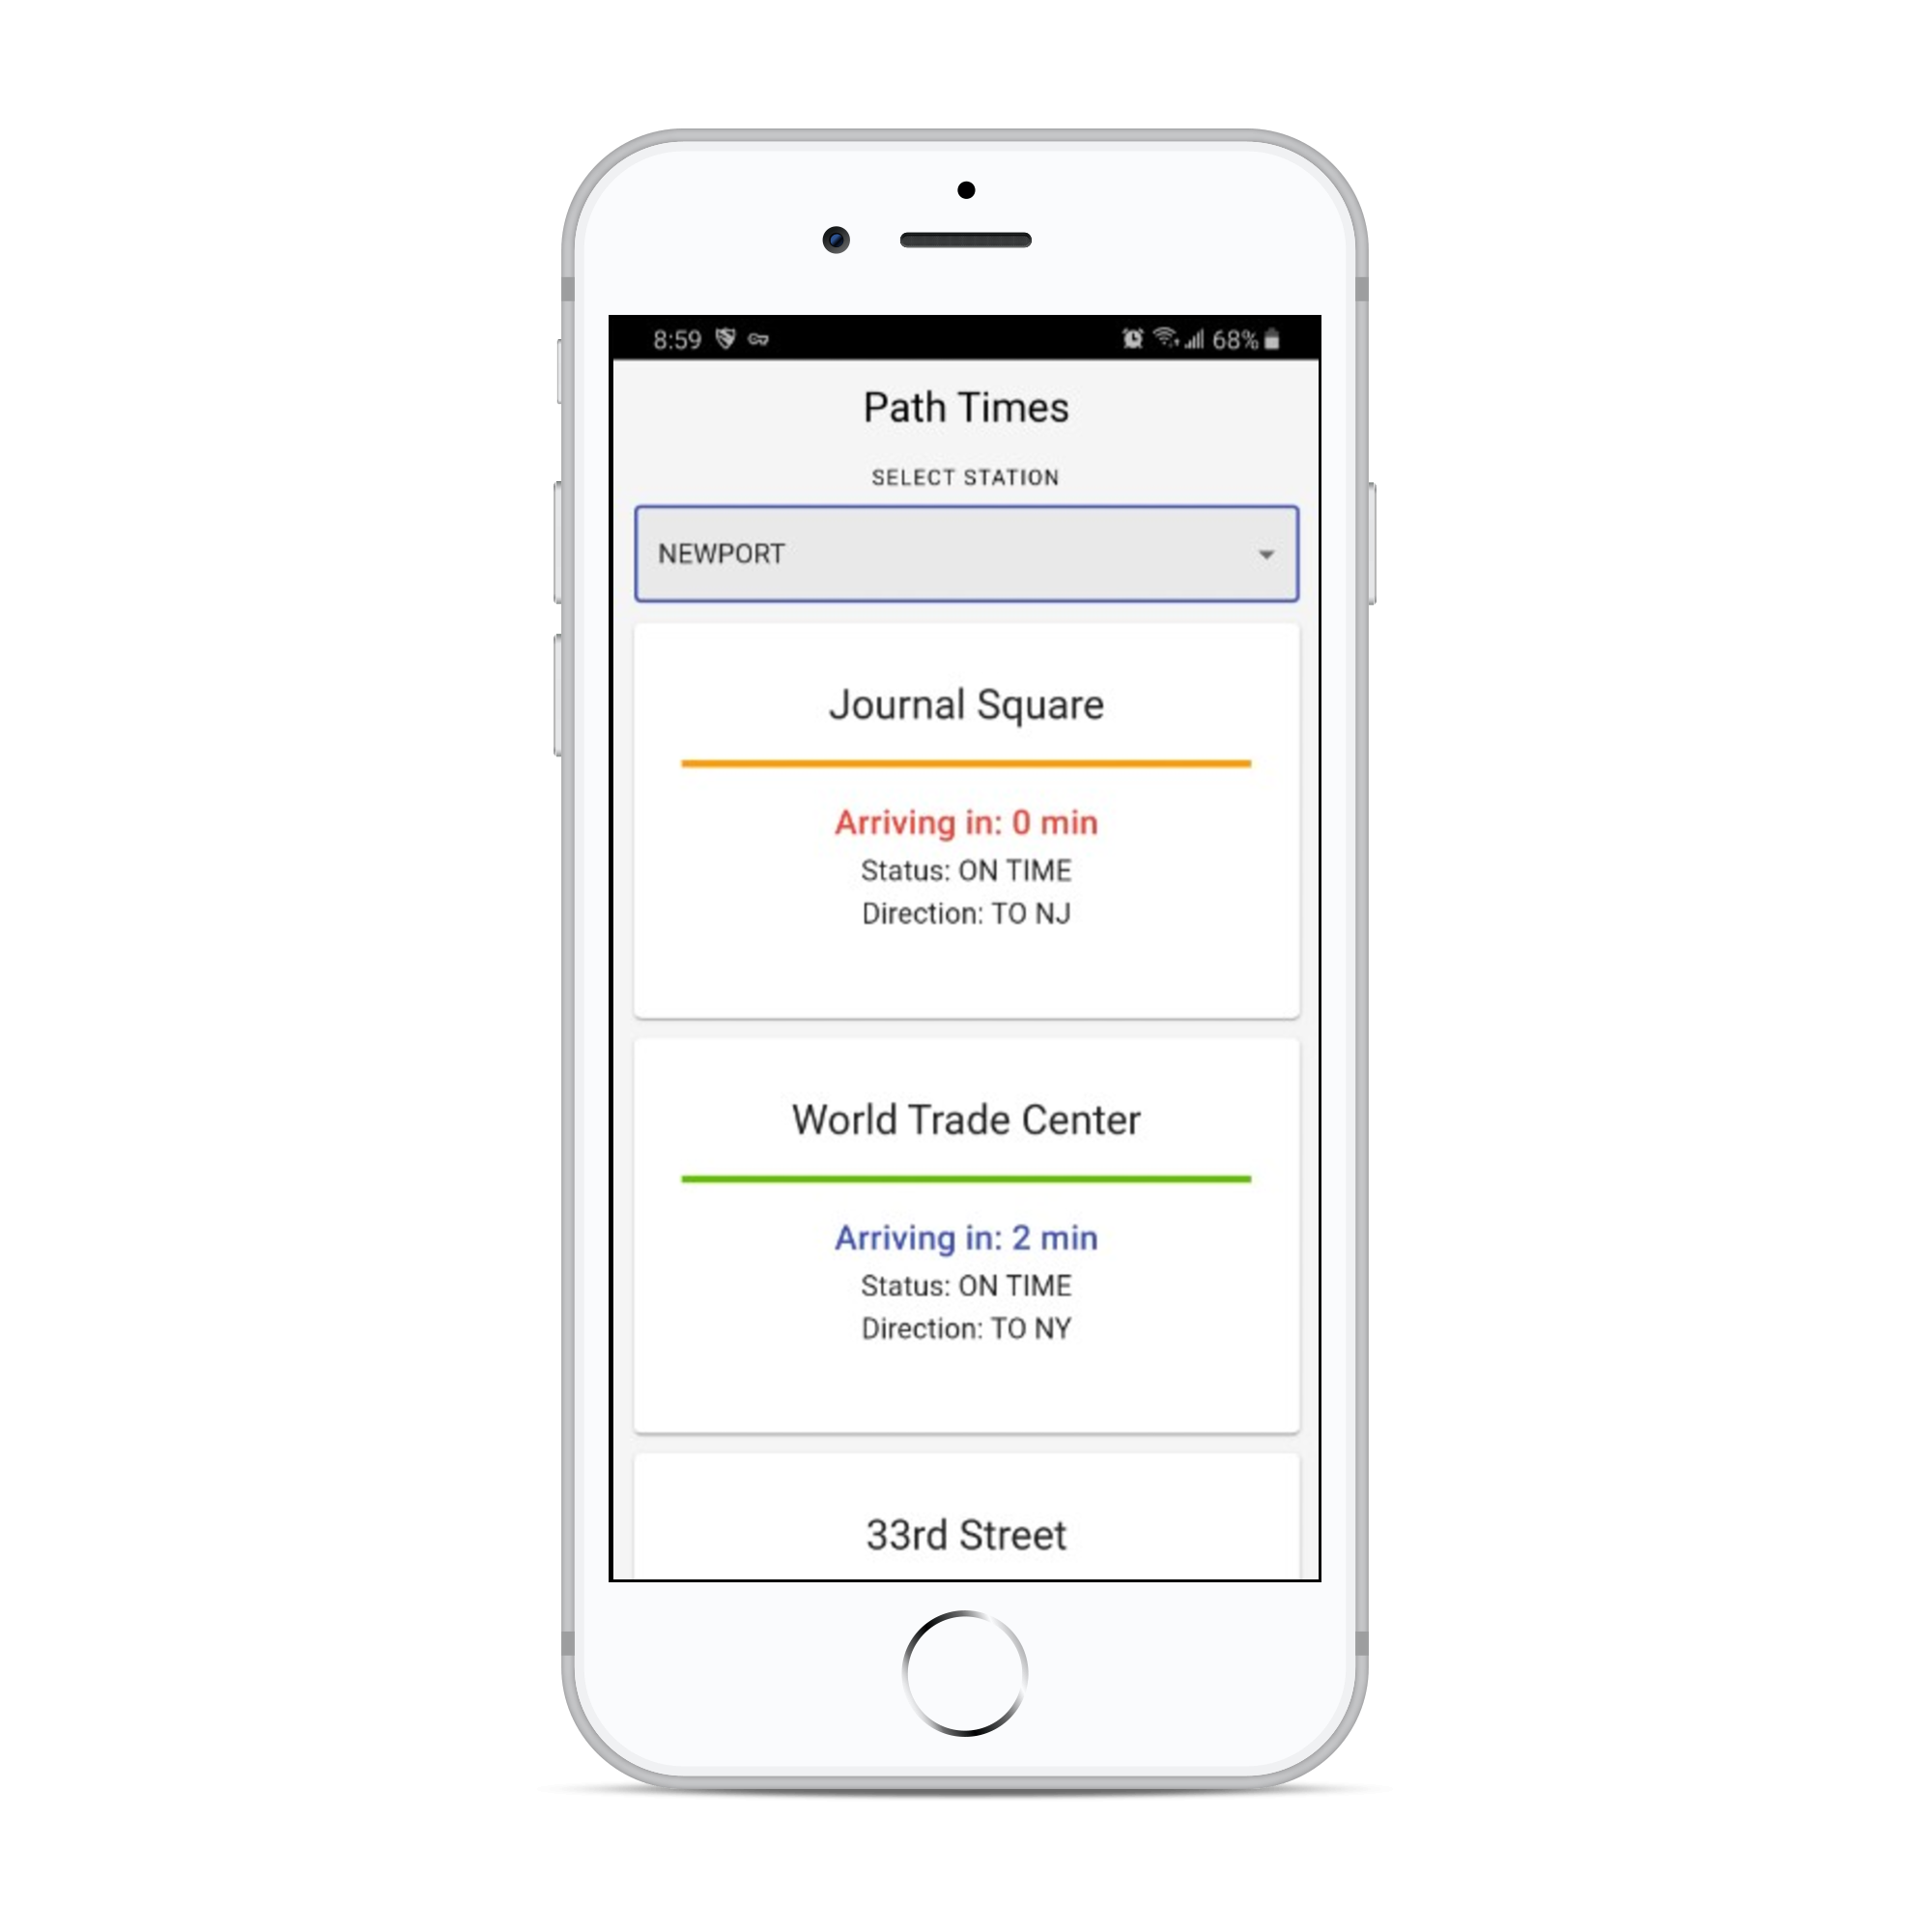 8:59 68%
Path Times
SELECT STATION
NEWPORT
Journal Square
Arriving in: 0 min
Status: ON TIME
Direction: TO NJ
World Trade Center
Arriving in: 2 min
Status: ON TIME
Direction: TO NY
33rd Street